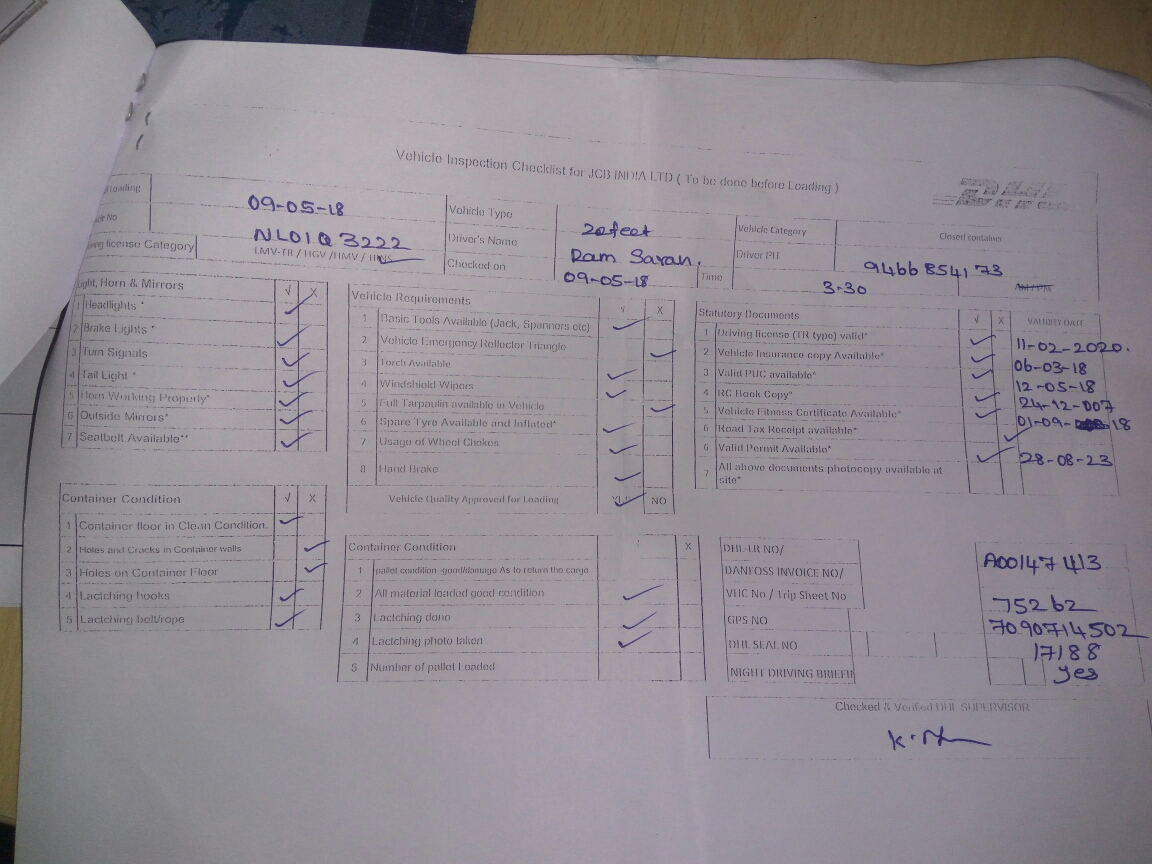 Vehicle Inspection Checklist for JCB INDIA LTD ( To be done before Loading )
DHL
Loading 09-05-18 Vehicle Type 20feet Vehicle Category Closed container
No NL01Q3222 Driver's Name Ram Saran. Driver PH 9466854173
license Category LMV-TR / HGV /HMV / Checked on 09-05-18 Time 3-30 AM/PM
Light, Horn & Mirrors √ X
1 Headlights * ✓
2 Brake Lights * ✓
3 Turn Signals ✓
4 Tail Light * ✓
5 Horn Working Property* ✓
6 Outside Mirrors* ✓
7 Seatbelt Available** ✓
Vehicle Requirements √ X
1 Basic Tools Available (Jack, Spanners etc) ✓
2 Vehicle Emergency Reflector Triangle ✓
3 Torch Available ✓
4 Windshield Wipers ✓
5 Full Tarpaulin available in Vehicle ✓
6 Spare Tyre Available and Inflated* ✓
7 Usage of Wheel Chokes ✓
8 Hand Brake ✓
Vehicle Quality Approved for Loading YES ✓ NO
Statutory Documents √ X VALIDITY DATE
1 Driving license (TR type) valid* ✓ 11-02-2020.
2 Vehicle Insurance copy Available* ✓ 06-03-18
3 Valid PUC available* ✓ 12-05-18
4 RC Book Copy* ✓ 24-12-007
5 Vehicle Fitness Certificate Available* ✓ 01-09- 18
6 Road Tax Receipt available* ✓
6 Valid Permit Available* ✓ 28-08-23
7 All above documents photocopy available at
site*
Container Condition √ X
1 Container floor in Clean Condition. ✓
2 Holes and Cracks in Container walls ✓
3 Holes on Container Floor ✓
4 Lactching hooks ✓
5 Lactching belt/rope ✓
Container Condition X
1 pallet condition -good/damage As to return the cargo
2 All material loaded good condition ✓
3 Lactching done ✓
4 Lactching photo taken ✓
5 Number of pallet Loaded
DHL-LR NO/ A00147413
DANFOSS INVOICE NO/
VHC No / Trip Sheet No 75262
GPS NO 7090714502
DHL SEAL NO 17188
NIGHT DRIVING BRIEFIN yes
Checked & Verified DHL SUPERVISOR